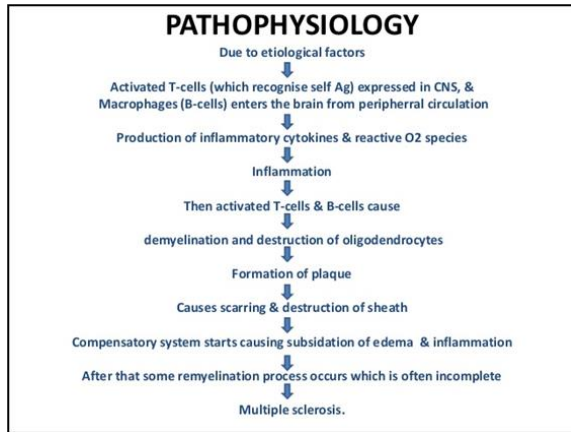 PATHOPHYSIOLOGY
Due to etiological factors
Activated T-cells (which recognise self Ag) expressed in CNS, &
Macrophages (B-cells) enters the brain from peripherral circulation
Production of inflammatory cytokines & reactive O2 species
Inflammation
Then activated T-cells & B-cells cause
demyelination and destruction of oligodendrocytes
Formation of plaque
Causes scarring & destruction of sheath
Compensatory system starts causing subsidation of edema & inflammation
After that some remyelination process occurs which is often incomplete
Multiple sclerosis.